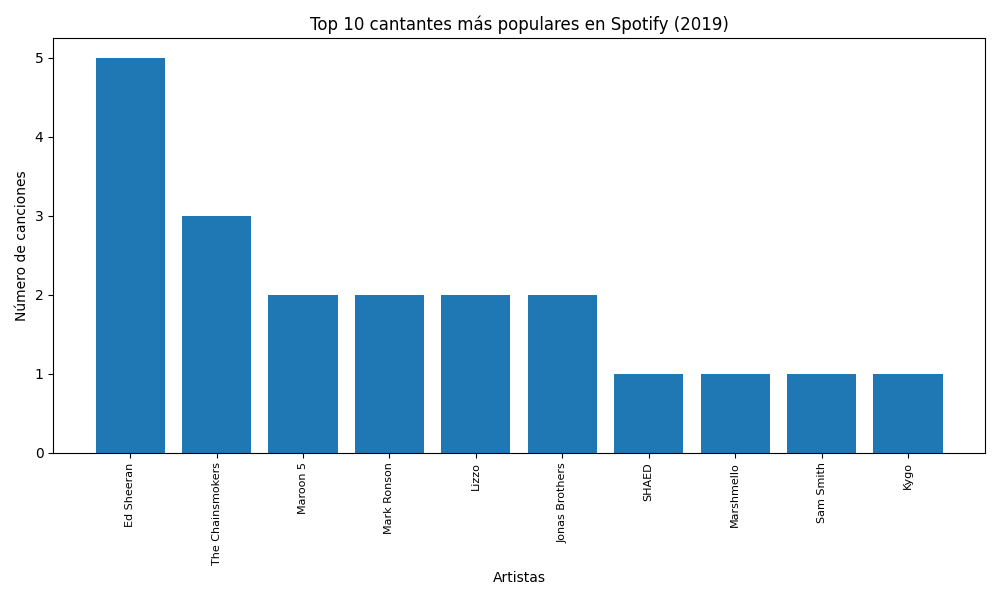 Top 10 cantantes más populares en Spotify (2019)
Número de canciones
5
4
3
2
1
0
Ed Sheeran
The Chainsmokers
Maroon 5
Mark Ronson
Lizzo
Jonas Brothers
SHAED
Marshmello
Sam Smith
Kygo
Artistas